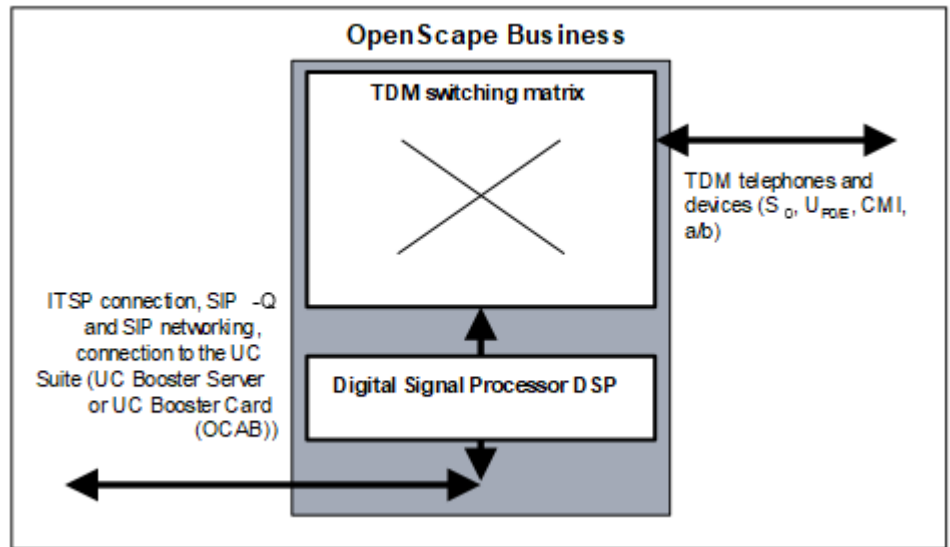 OpenScape Business
TDM switching matrix
TDM telephones and
devices (S₀, U_P0/E, CMI,
a/b)
ITSP connection, SIP -Q
and SIP networking,
connection to the UC
Suite (UC Booster Server
or UC Booster Card
(OCAB))
Digital Signal Processor DSP